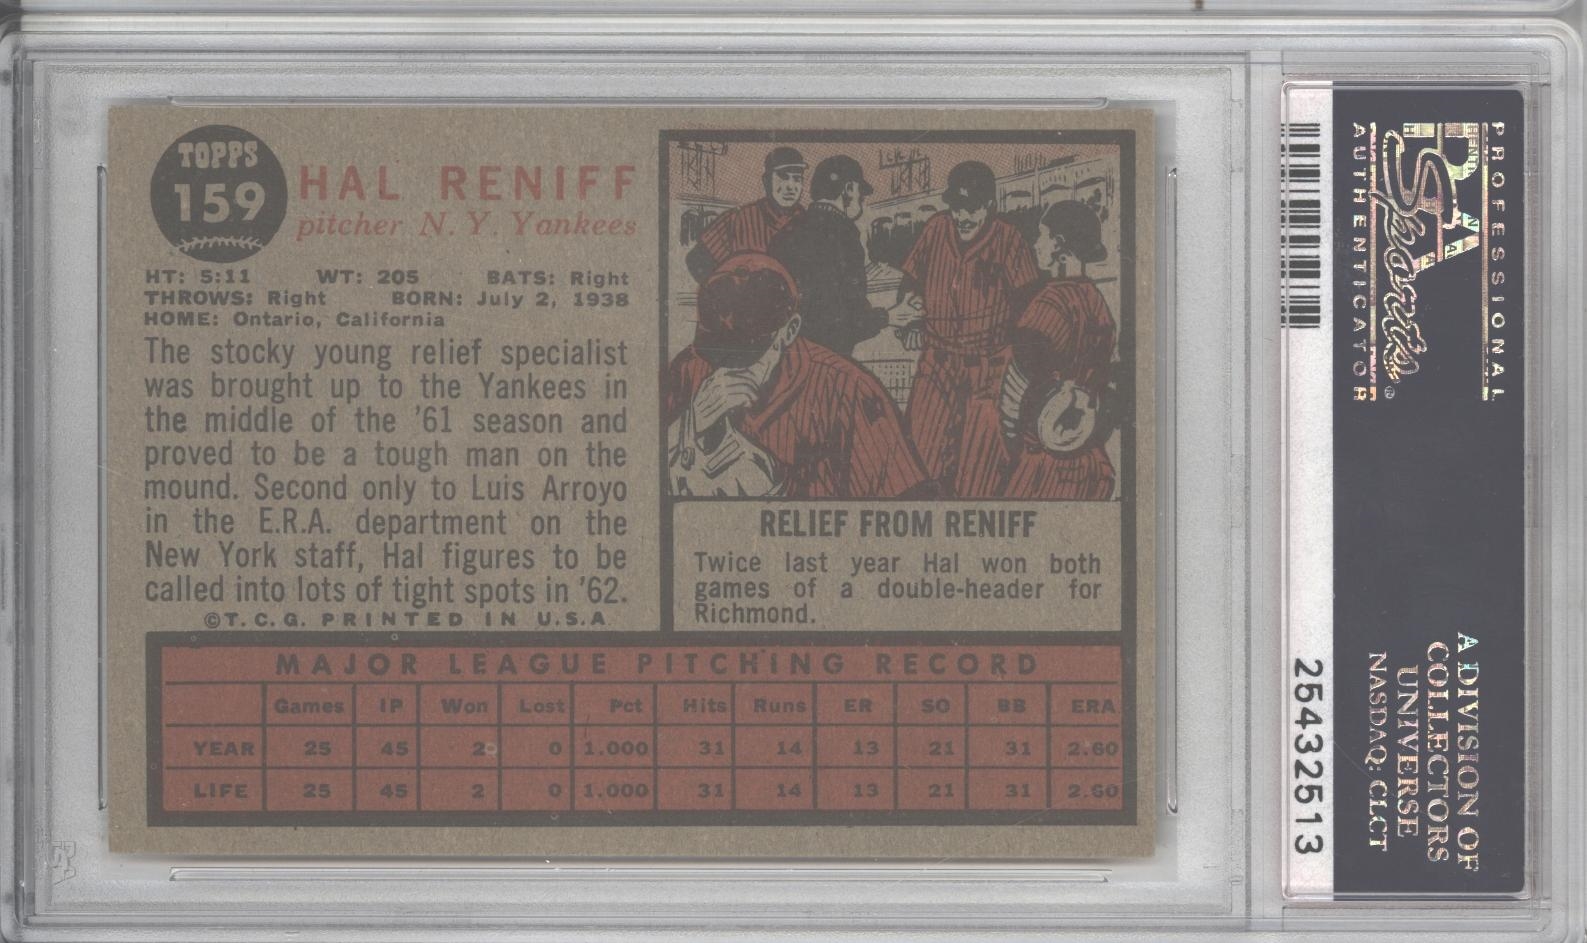 TOPPS
159
HAL RENIFF
pitcher N. Y. Yankees
HT: 5:11 WT: 205 BATS: Right
THROWS: Right BORN: July 2, 1938
HOME: Ontario, California
The stocky young relief specialist
was brought up to the Yankees in
the middle of the '61 season and
proved to be a tough man on the
mound. Second only to Luis Arroyo
in the E.R.A. department on the
New York staff, Hal figures to be
called into lots of tight spots in '62.
©T.C.G. PRINTED IN U.S.A
RELIEF FROM RENIFF
Twice last year Hal won both
games of a double-header for
Richmond.
MAJOR LEAGUE PITCHING RECORD
Games IP Won Lost Pct Hits Runs ER SO BB ERA
YEAR 25 45 2 0 1.000 31 14 13 21 31 2.60
LIFE 25 45 2 0 1.000 31 14 13 21 31 2.60
PROFESSIONAL
PSA
Sports
AUTHENTICATOR
A DIVISION OF
COLLECTORS
UNIVERSE
NASDAQ: CLCT
25432513
PSA